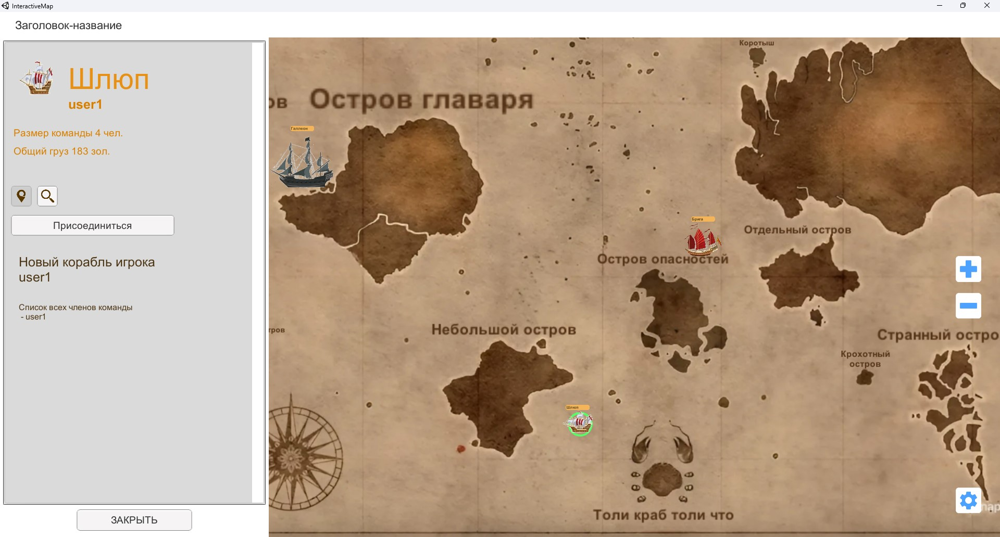 InteractiveMap
Заголовок-название
Шлюп
user1
Размер команды 4 чел.
Общий груз 183 зол.
Присоединиться
Новый корабль игрока
user1
Список всех членов команды
- user1
ЗАКРЫТЬ
Коротыш
ов
Остров главаря
Галлеон
Брига
Отдельный остров
Остров опасностей
тров
Небольшой остров
Странный остро
Крохотный
остров
Шлюп
Толи краб толи что